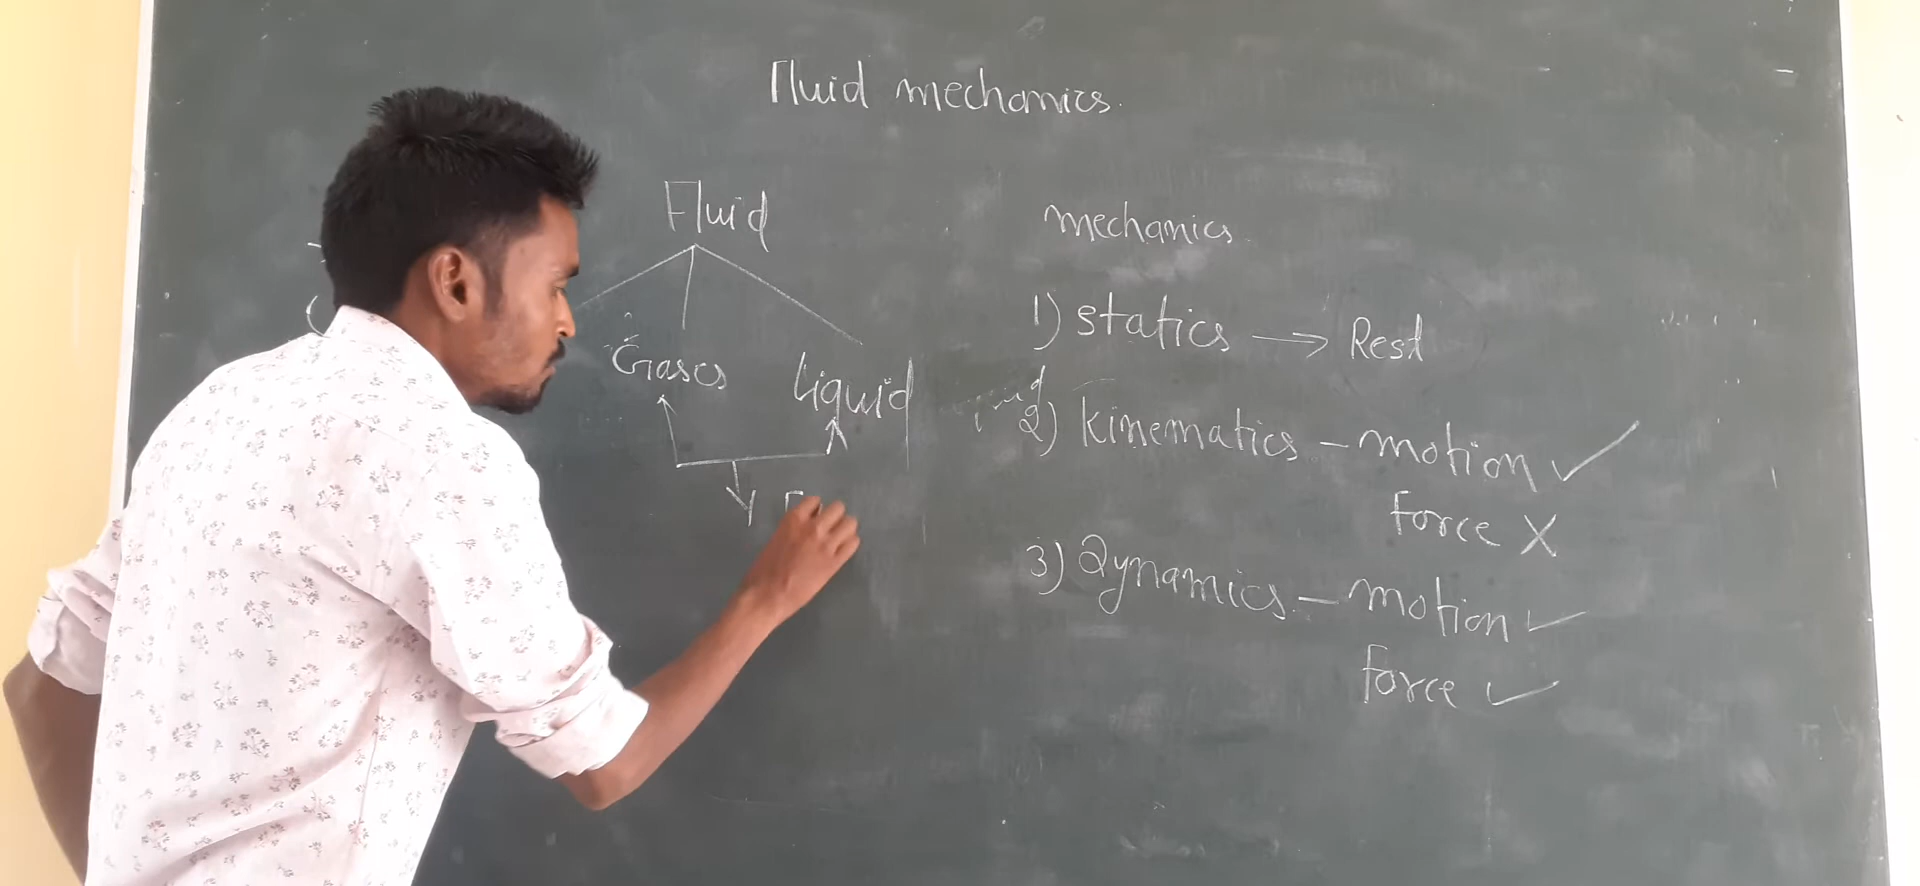 Fluid mechanics.
Fluid
Gases
Liquid
mechanics.
1) statics → Rest
2) kinematics - motion ✓
force X
3) Dynamics - motion ✓
force ✓